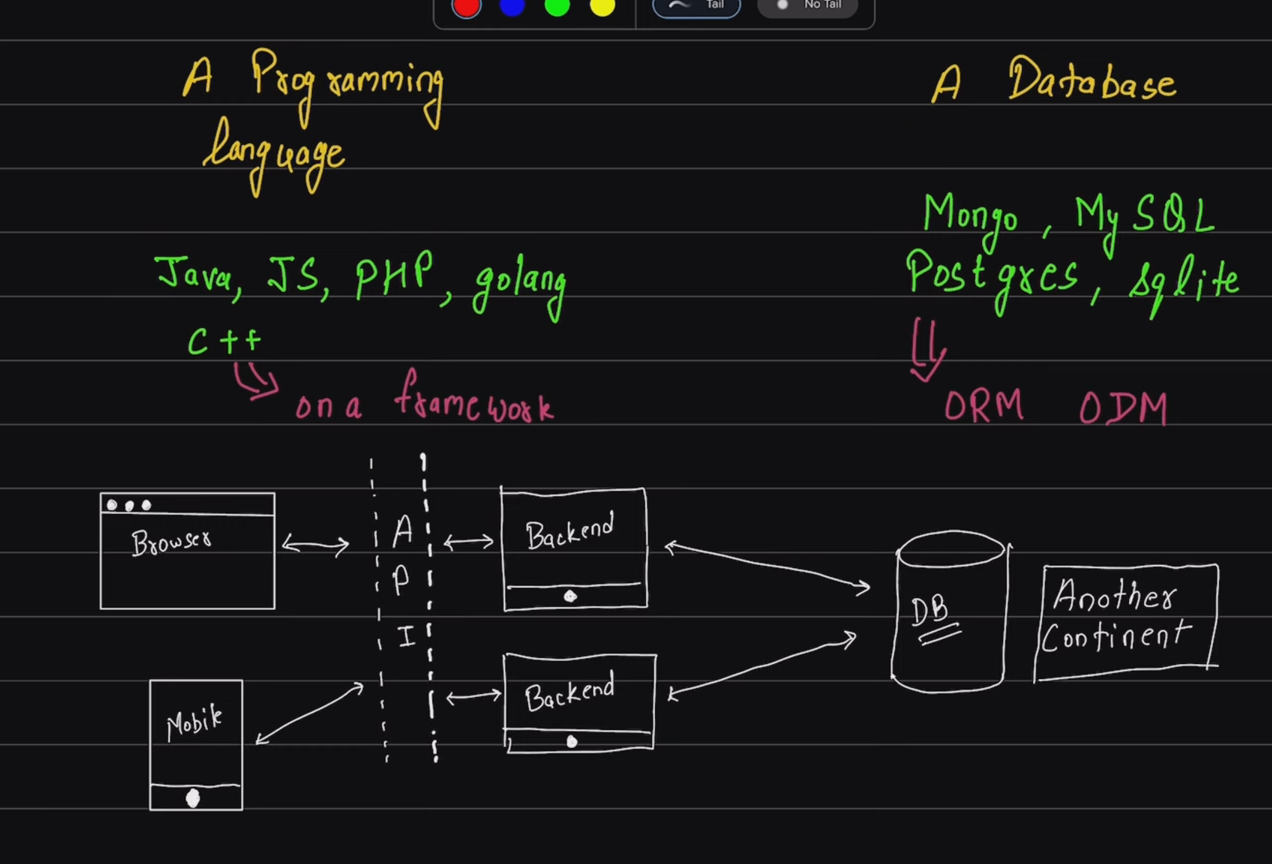 Tail
No Tail
A Programming
language
A Database
Java, JS, PHP, golang
C++
on a framework
Mongo, MySQL
Postgres, sqlite
ORM ODM
Browser
Mobile
A
P
I
Backend
Backend
DB
Another
Continent